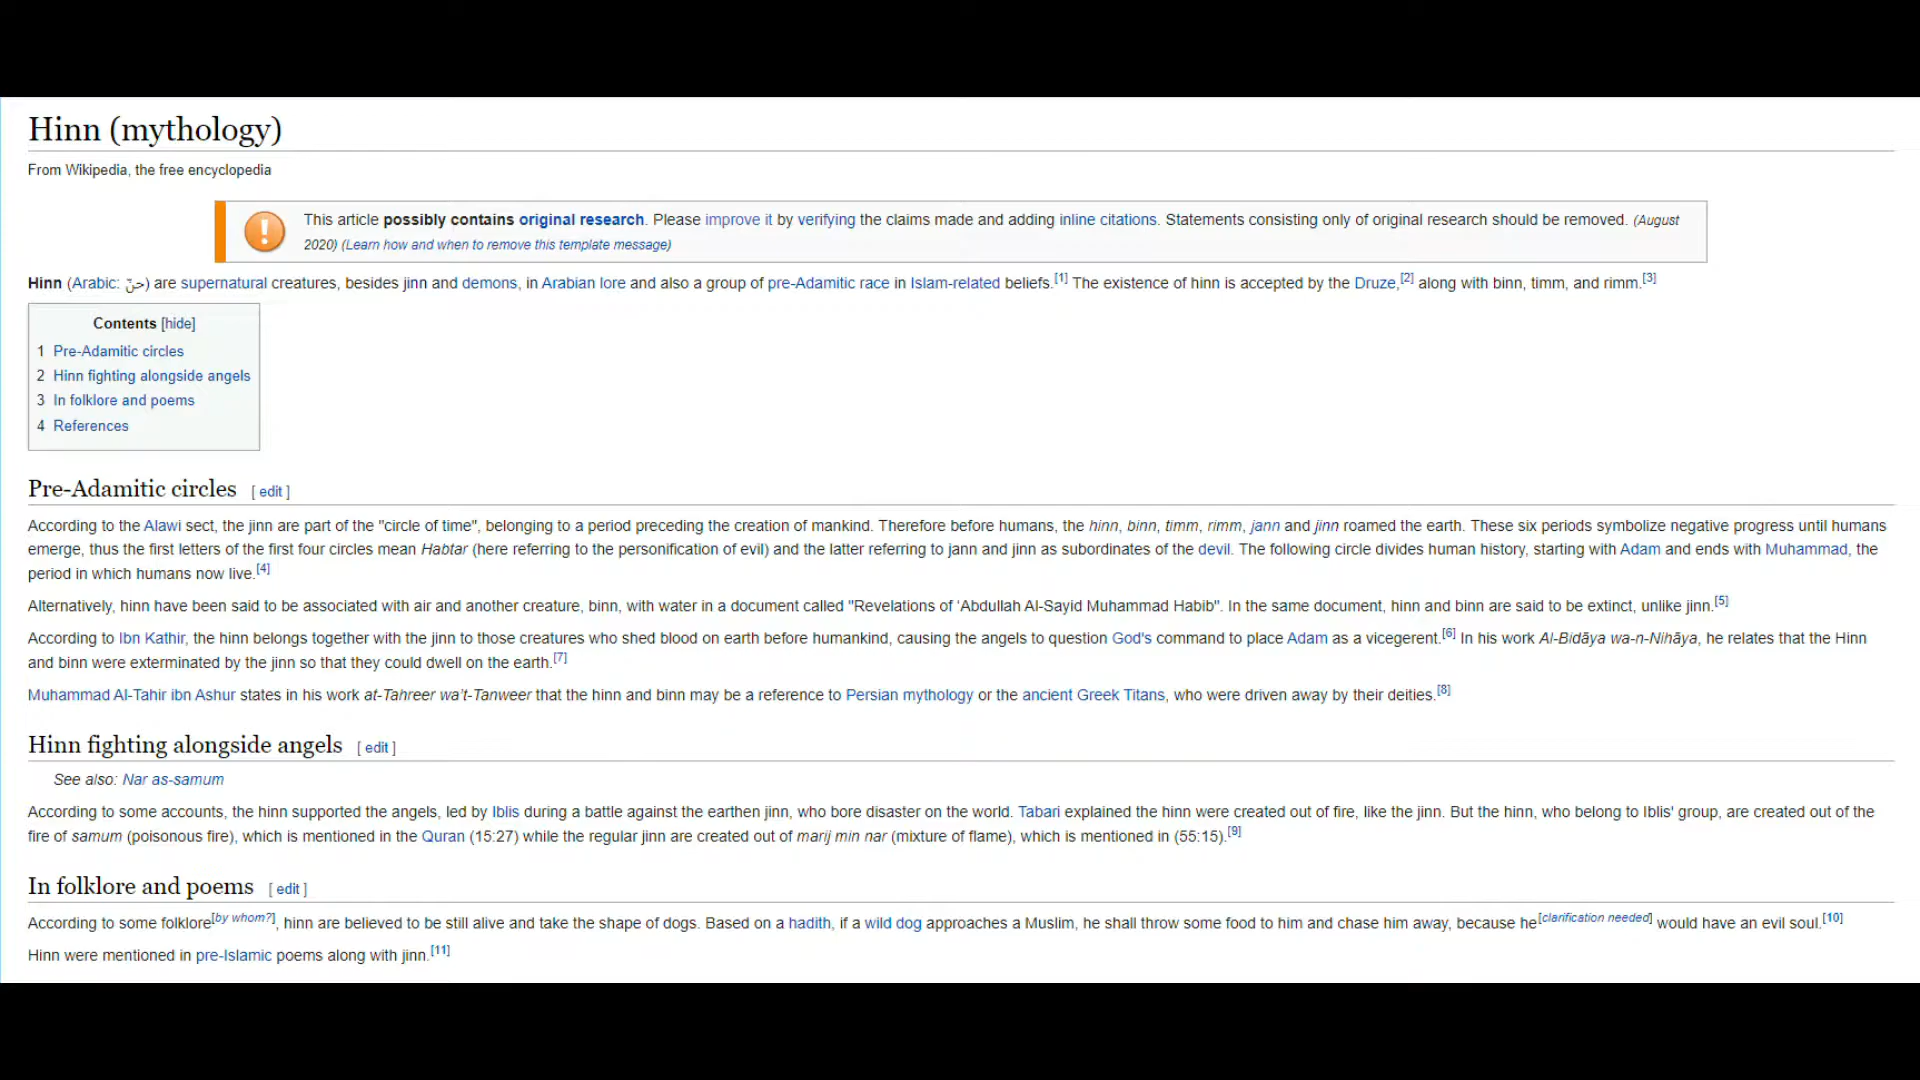 Hinn (mythology)
From Wikipedia, the free encyclopedia
This article possibly contains original research. Please improve it by verifying the claims made and adding inline citations. Statements consisting only of original research should be removed. (August
2020) (Learn how and when to remove this template message)
Hinn (Arabic: حنّ) are supernatural creatures, besides jinn and demons, in Arabian lore and also a group of pre-Adamitic race in Islam-related beliefs.[1] The existence of hinn is accepted by the Druze,[2] along with binn, timm, and rimm.[3]
Contents [hide]
1 Pre-Adamitic circles
2 Hinn fighting alongside angels
3 In folklore and poems
4 References
Pre-Adamitic circles [ edit ]
According to the Alawi sect, the jinn are part of the "circle of time", belonging to a period preceding the creation of mankind. Therefore before humans, the hinn, binn, timm, rimm, jann and jinn roamed the earth. These six periods symbolize negative progress until humans
emerge, thus the first letters of the first four circles mean Habtar (here referring to the personification of evil) and the latter referring to jann and jinn as subordinates of the devil. The following circle divides human history, starting with Adam and ends with Muhammad, the
period in which humans now live.[4]
Alternatively, hinn have been said to be associated with air and another creature, binn, with water in a document called "Revelations of ‘Abdullah Al-Sayid Muhammad Habib". In the same document, hinn and binn are said to be extinct, unlike jinn.[5]
According to Ibn Kathir, the hinn belongs together with the jinn to those creatures who shed blood on earth before humankind, causing the angels to question God's command to place Adam as a vicegerent.[6] In his work Al-Bidāya wa-n-Nihāya, he relates that the Hinn
and binn were exterminated by the jinn so that they could dwell on the earth.[7]
Muhammad Al-Tahir ibn Ashur states in his work at-Tahreer wa’t-Tanweer that the hinn and binn may be a reference to Persian mythology or the ancient Greek Titans, who were driven away by their deities.[8]
Hinn fighting alongside angels [ edit ]
See also: Nar as-samum
According to some accounts, the hinn supported the angels, led by Iblis during a battle against the earthen jinn, who bore disaster on the world. Tabari explained the hinn were created out of fire, like the jinn. But the hinn, who belong to Iblis' group, are created out of the
fire of samum (poisonous fire), which is mentioned in the Quran (15:27) while the regular jinn are created out of marij min nar (mixture of flame), which is mentioned in (55:15).[9]
In folklore and poems [ edit ]
According to some folklore[by whom?], hinn are believed to be still alive and take the shape of dogs. Based on a hadith, if a wild dog approaches a Muslim, he shall throw some food to him and chase him away, because he[clarification needed] would have an evil soul.[10]
Hinn were mentioned in pre-Islamic poems along with jinn.[11]